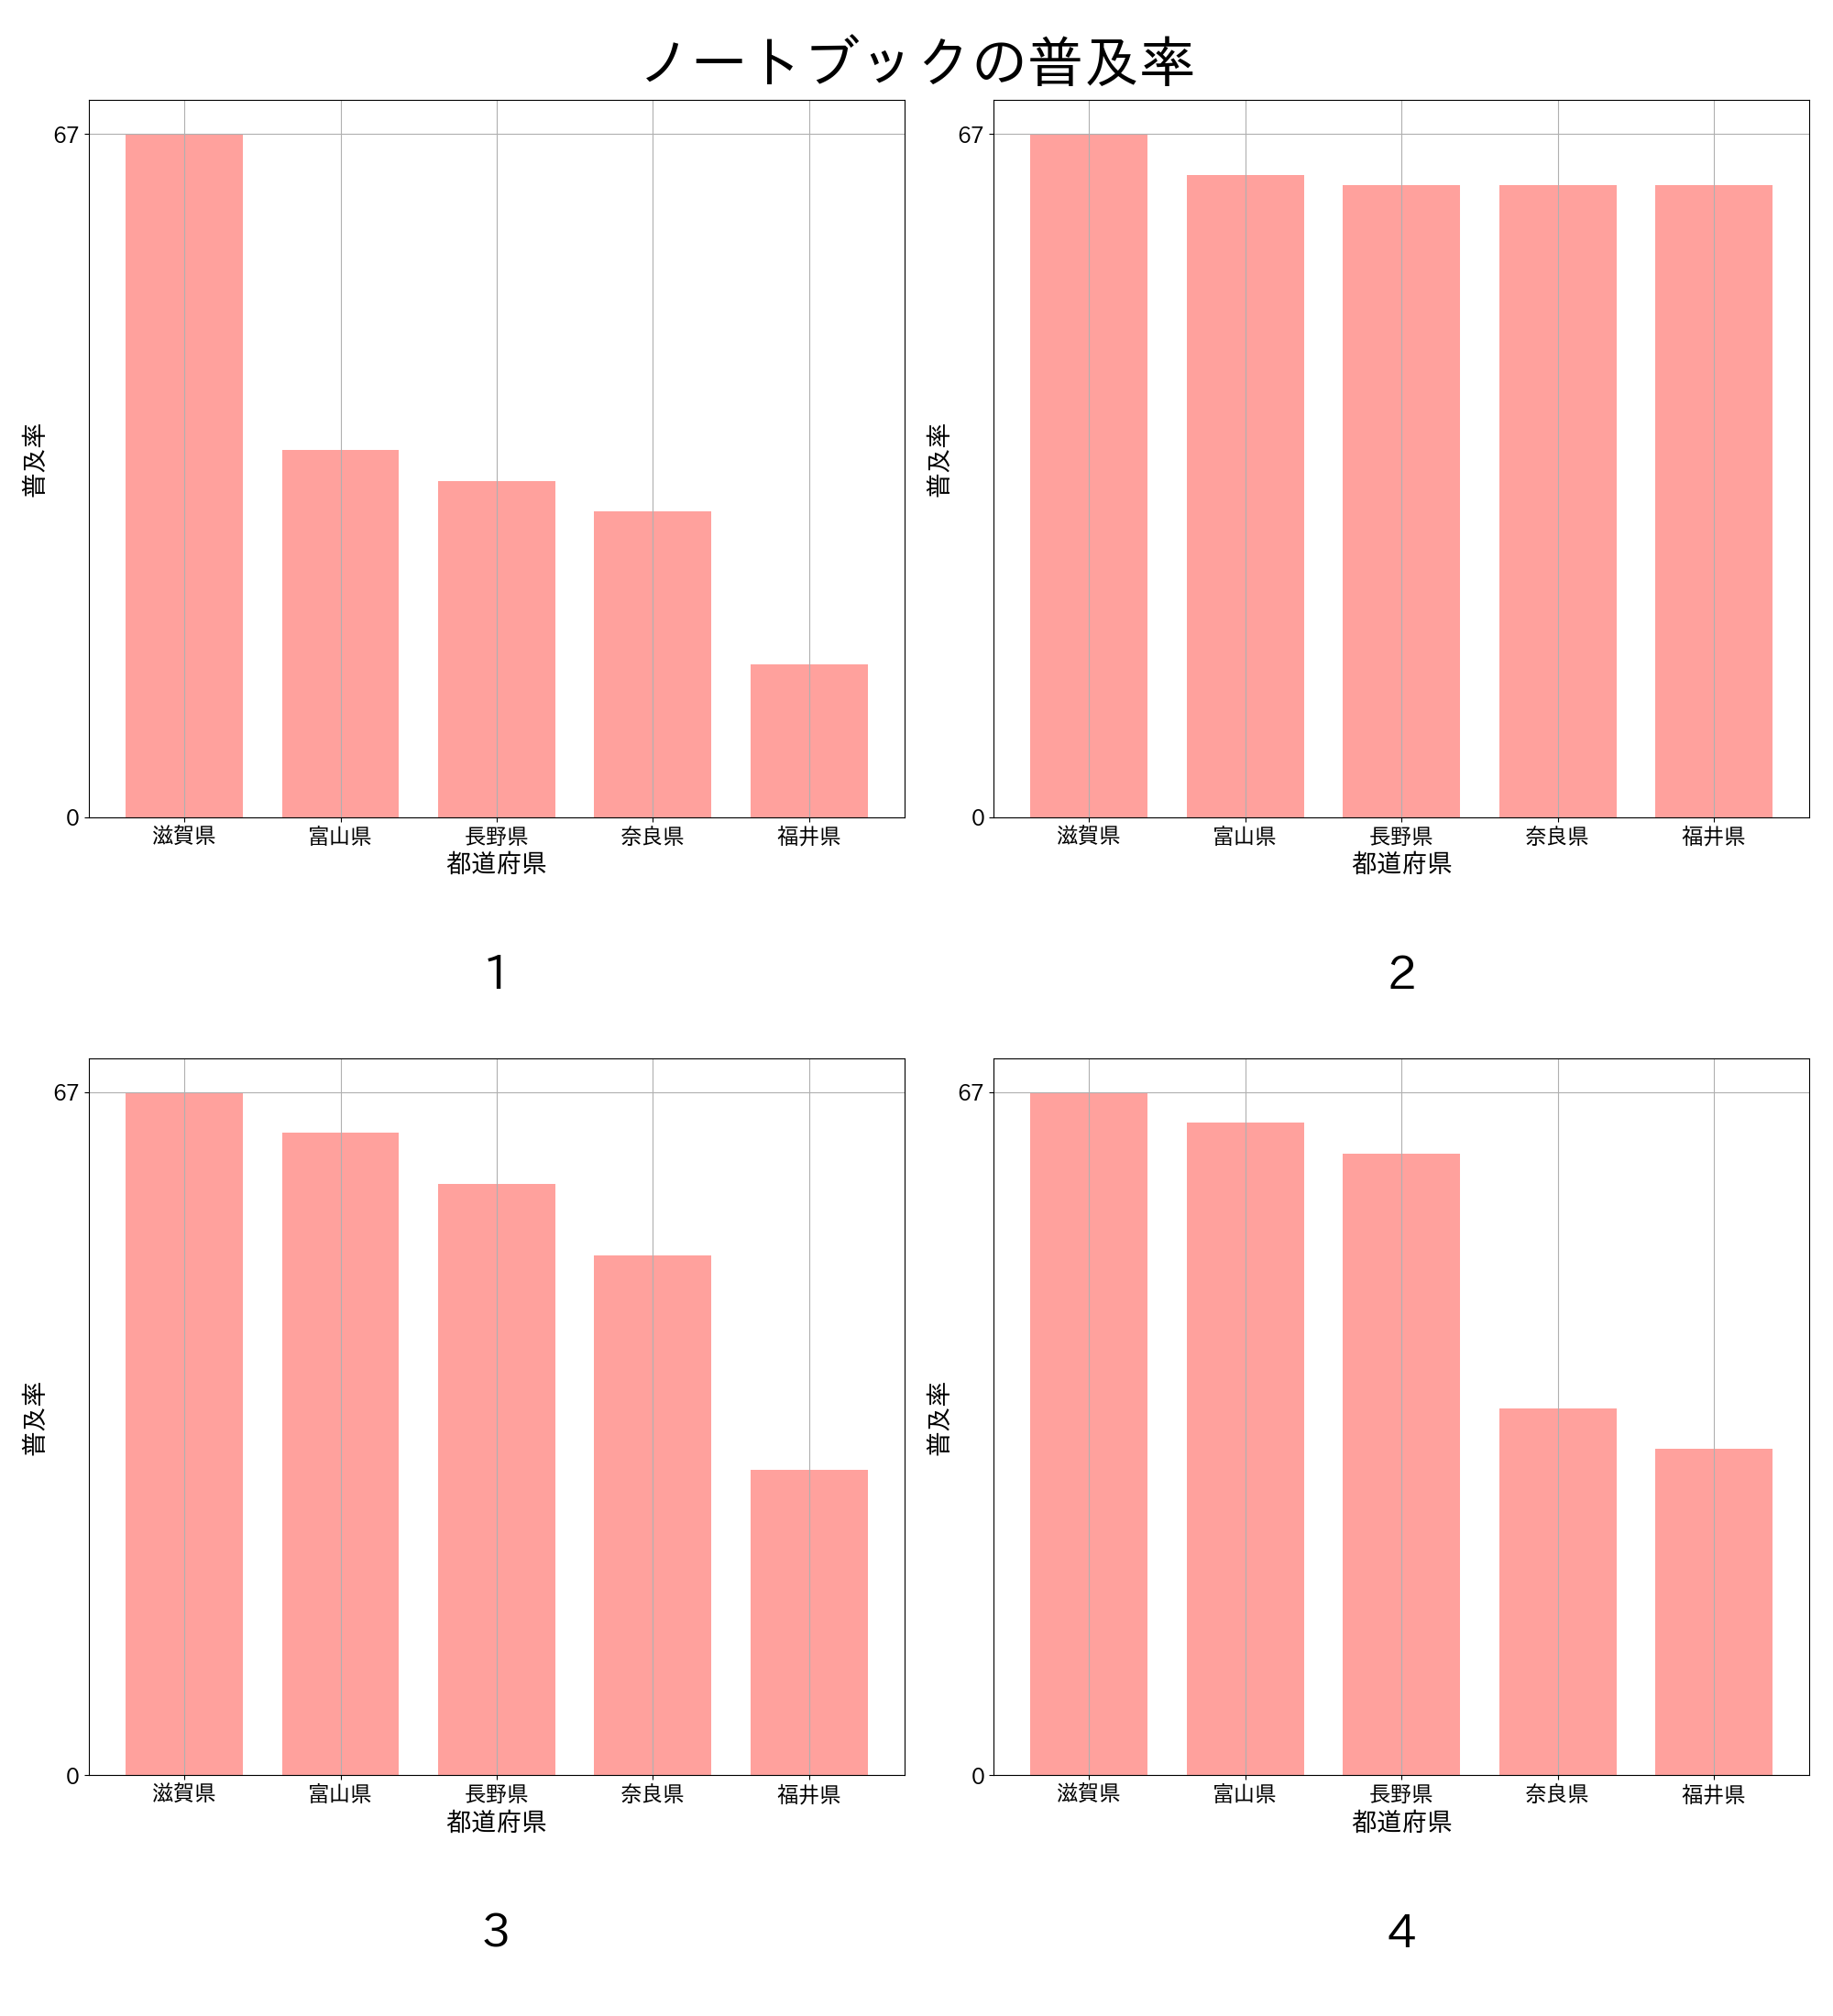 ノートブックの普及率
67
0
普及率
滋賀県 富山県 長野県 奈良県 福井県
都道府県
1
67
0
普及率
滋賀県 富山県 長野県 奈良県 福井県
都道府県
2
67
0
普及率
滋賀県 富山県 長野県 奈良県 福井県
都道府県
3
67
0
普及率
滋賀県 富山県 長野県 奈良県 福井県
都道府県
4